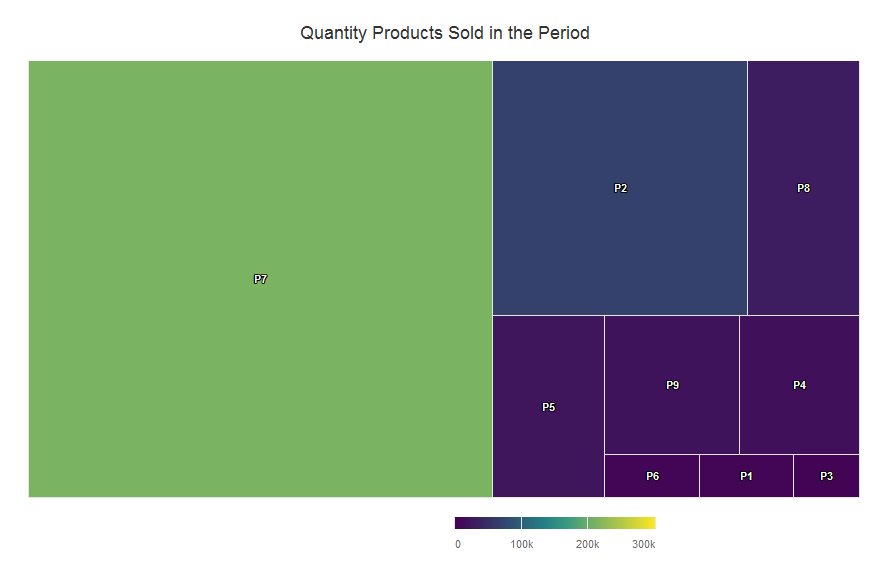 Quantity Products Sold in the Period
P7
P2
P8
P5
P9
P4
P6
P1
P3
0 100k 200k 300k